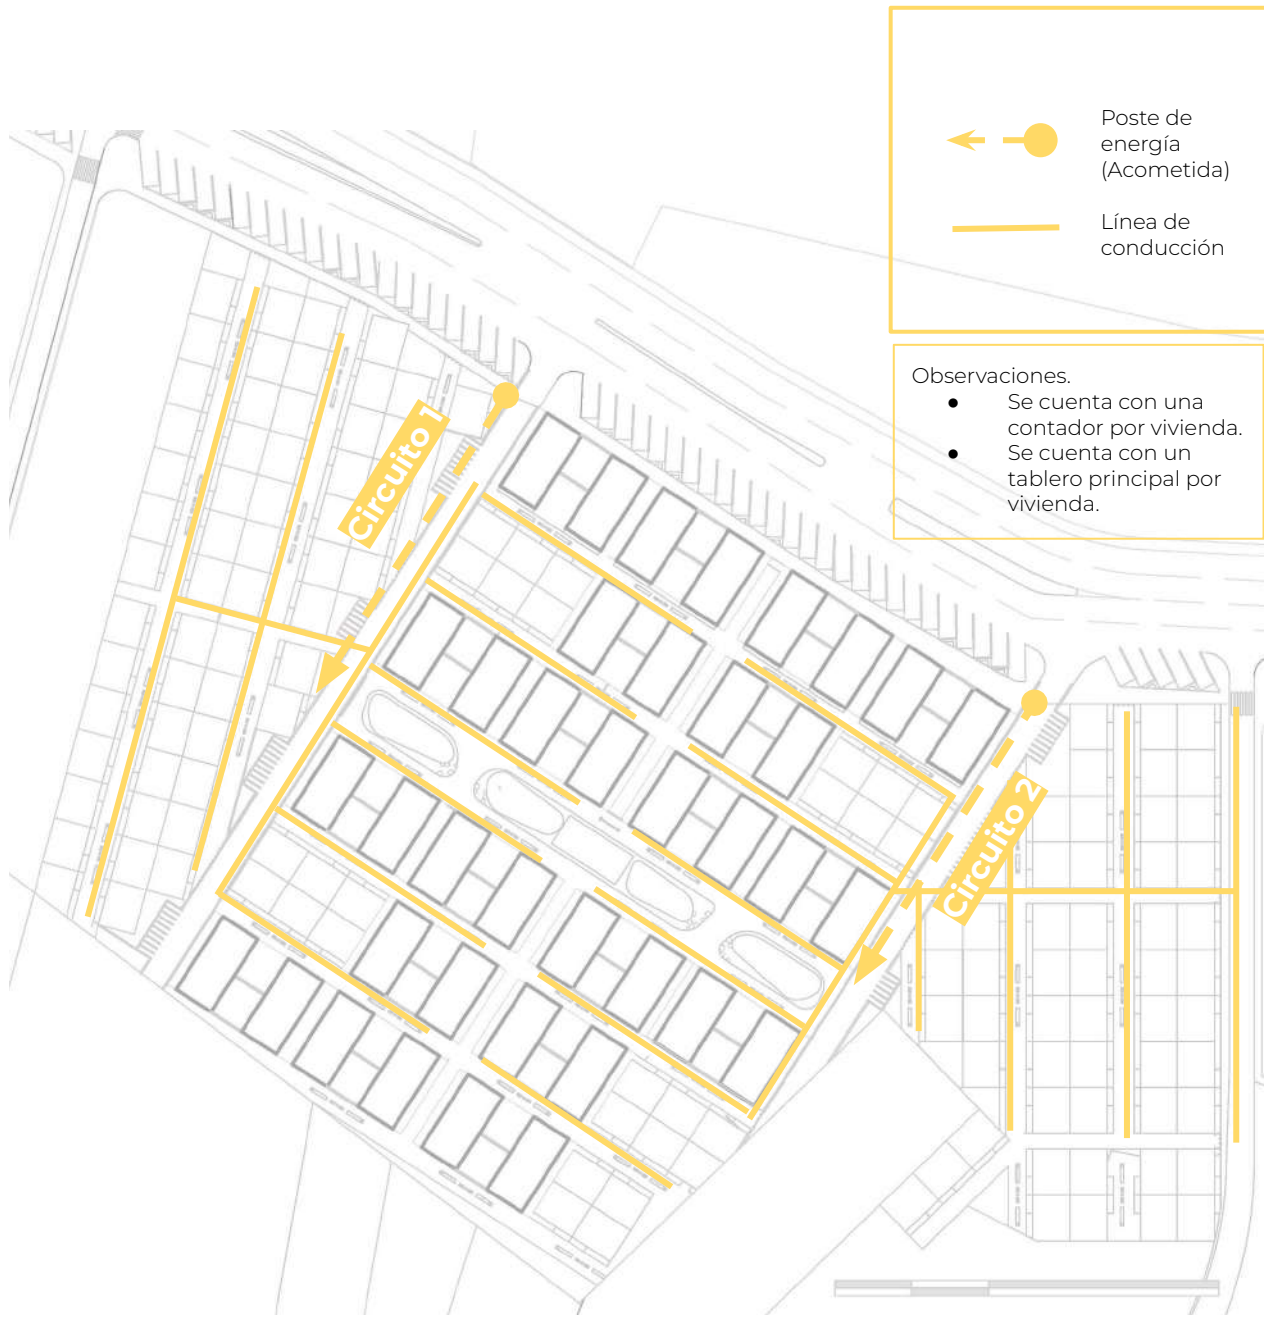 Poste de
energía
(Acometida)
Línea de
conducción
Observaciones.
● Se cuenta con una
contador por vivienda.
● Se cuenta con un
tablero principal por
vivienda.
Circuito 1
Circuito 2